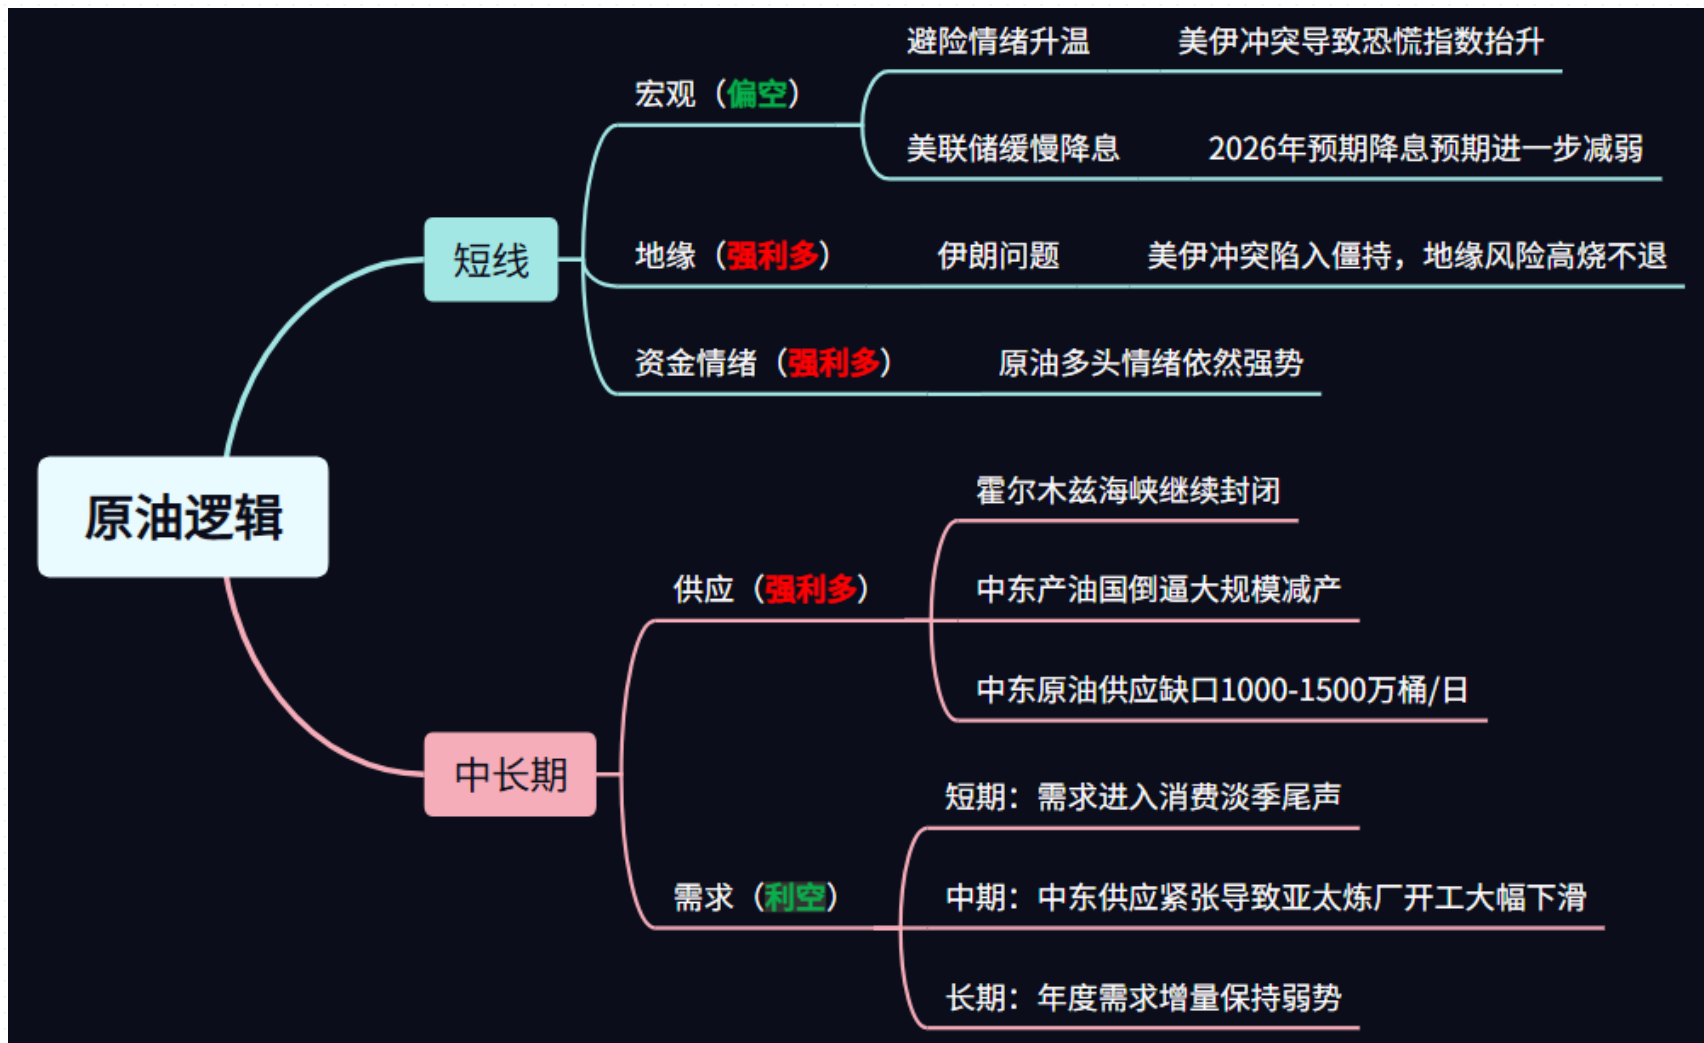 原油逻辑
短线
宏观（偏空）
避险情绪升温
美伊冲突导致恐慌指数抬升
美联储缓慢降息
2026年预期降息预期进一步减弱
地缘（强利多）
伊朗问题
美伊冲突陷入僵持，地缘风险高烧不退
资金情绪（强利多）
原油多头情绪依然强势
中长期
供应（强利多）
霍尔木兹海峡继续封闭
中东产油国倒逼大规模减产
中东原油供应缺口1000-1500万桶/日
需求（利空）
短期：需求进入消费淡季尾声
中期：中东供应紧张导致亚太炼厂开工大幅下滑
长期：年度需求增量保持弱势